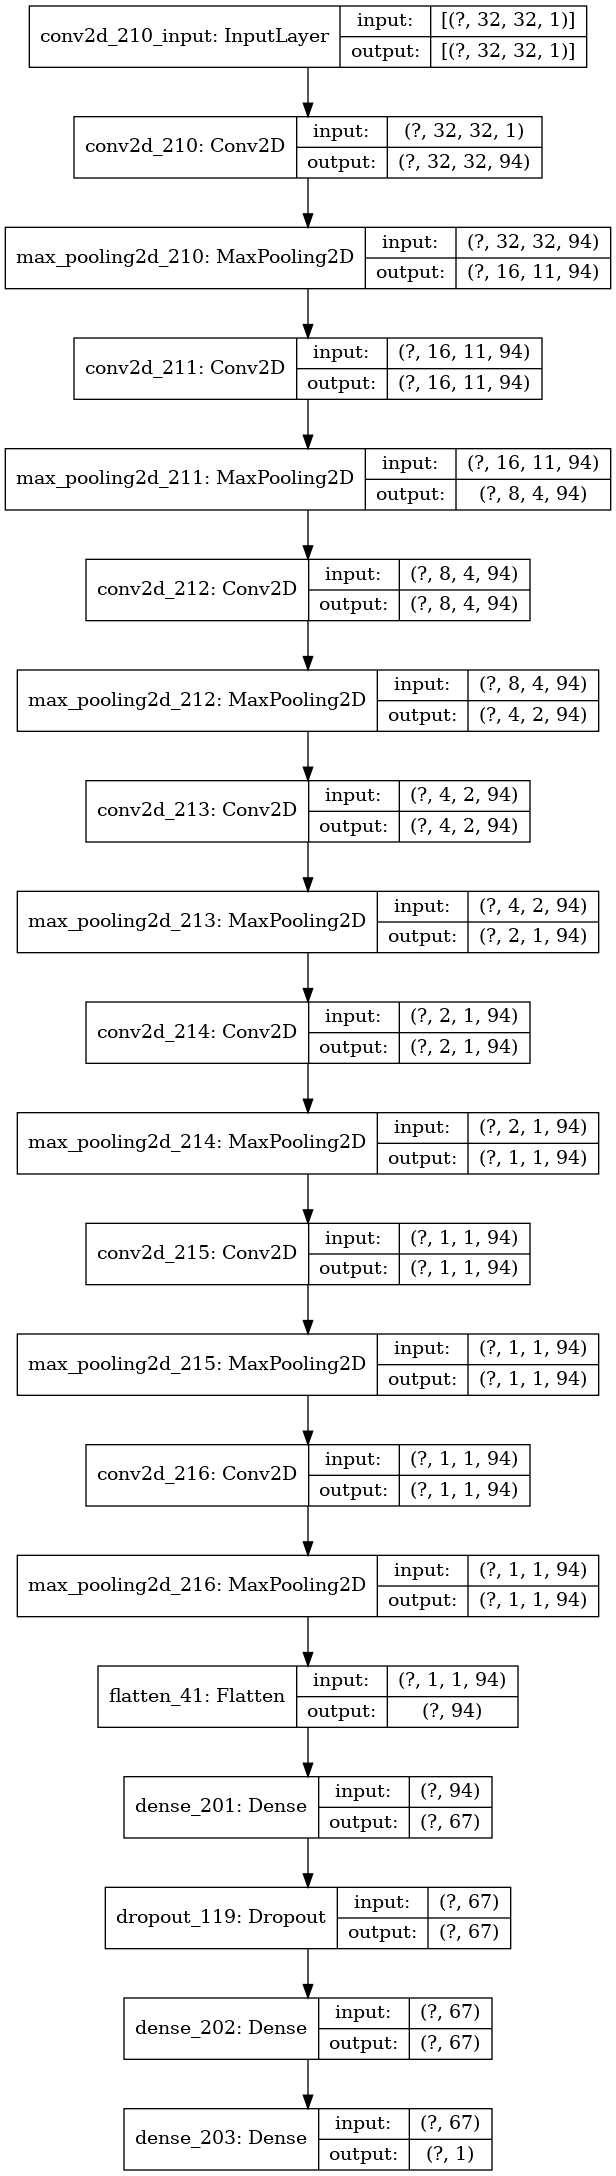 conv2d_210_input: InputLayer
input: [(?, 32, 32, 1)]
output: [(?, 32, 32, 1)]
conv2d_210: Conv2D
input: (?, 32, 32, 1)
output: (?, 32, 32, 94)
max_pooling2d_210: MaxPooling2D
input: (?, 32, 32, 94)
output: (?, 16, 11, 94)
conv2d_211: Conv2D
input: (?, 16, 11, 94)
output: (?, 16, 11, 94)
max_pooling2d_211: MaxPooling2D
input: (?, 16, 11, 94)
output: (?, 8, 4, 94)
conv2d_212: Conv2D
input: (?, 8, 4, 94)
output: (?, 8, 4, 94)
max_pooling2d_212: MaxPooling2D
input: (?, 8, 4, 94)
output: (?, 4, 2, 94)
conv2d_213: Conv2D
input: (?, 4, 2, 94)
output: (?, 4, 2, 94)
max_pooling2d_213: MaxPooling2D
input: (?, 4, 2, 94)
output: (?, 2, 1, 94)
conv2d_214: Conv2D
input: (?, 2, 1, 94)
output: (?, 2, 1, 94)
max_pooling2d_214: MaxPooling2D
input: (?, 2, 1, 94)
output: (?, 1, 1, 94)
conv2d_215: Conv2D
input: (?, 1, 1, 94)
output: (?, 1, 1, 94)
max_pooling2d_215: MaxPooling2D
input: (?, 1, 1, 94)
output: (?, 1, 1, 94)
conv2d_216: Conv2D
input: (?, 1, 1, 94)
output: (?, 1, 1, 94)
max_pooling2d_216: MaxPooling2D
input: (?, 1, 1, 94)
output: (?, 1, 1, 94)
flatten_41: Flatten
input: (?, 1, 1, 94)
output: (?, 94)
dense_201: Dense
input: (?, 94)
output: (?, 67)
dropout_119: Dropout
input: (?, 67)
output: (?, 67)
dense_202: Dense
input: (?, 67)
output: (?, 67)
dense_203: Dense
input: (?, 67)
output: (?, 1)